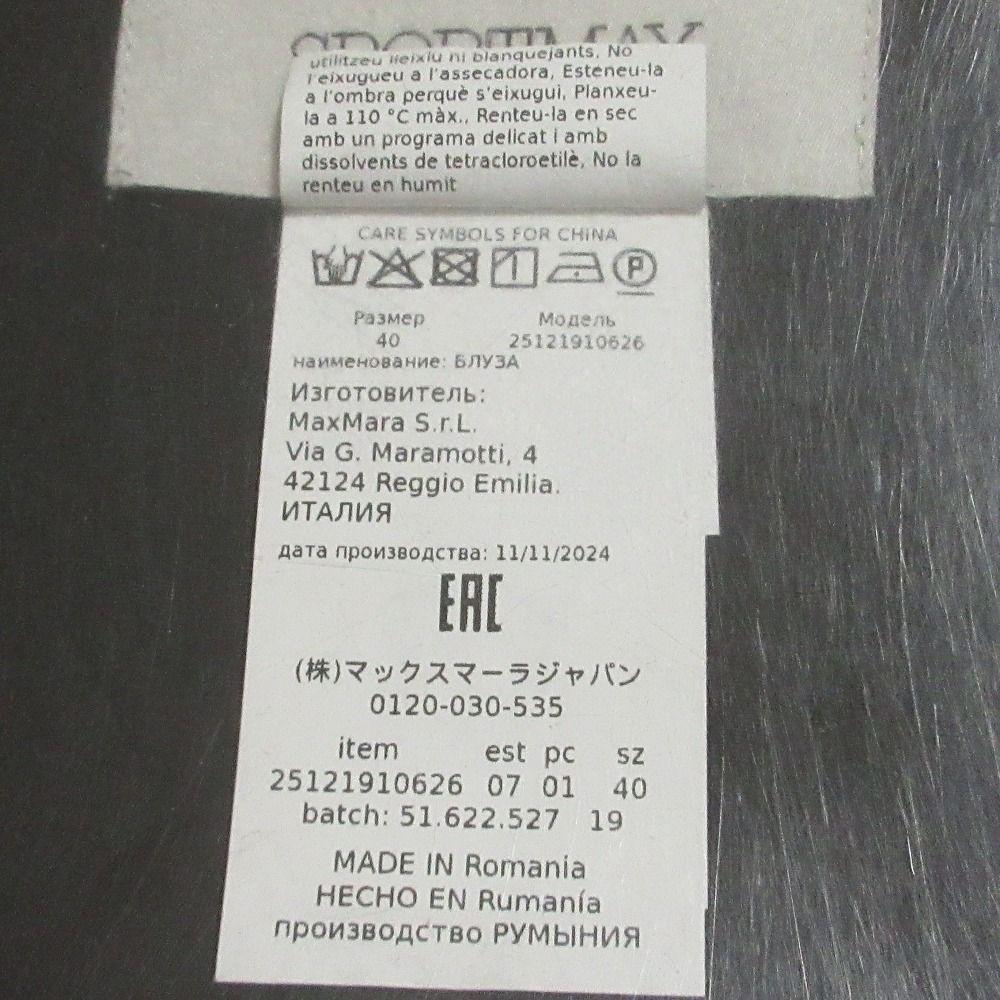 SPORTMAX
utilitzeu lleixiu ni blanquejants, No
l'eixugueu a l'assecadora, Esteneu-la
a l'ombra perquè s'eixugui, Planxeu-
la a 110 °C màx., Renteu-la en sec
amb un programa delicat i amb
dissolvents de tetracloroetilè, No la
renteu en humit
CARE SYMBOLS FOR CHINA
P
Размер Модель
40 25121910626
наименование: БЛУЗА
Изготовитель:
MaxMara S.r.L.
Via G. Maramotti, 4
42124 Reggio Emilia.
ИТАЛИЯ
дата производства: 11/11/2024
EAC
(株)マックスマーラジャパン
0120-030-535
item est pc sz
25121910626 07 01 40
batch: 51.622.527 19
MADE IN Romania
HECHO EN Rumanía
производство РУМЫНИЯ